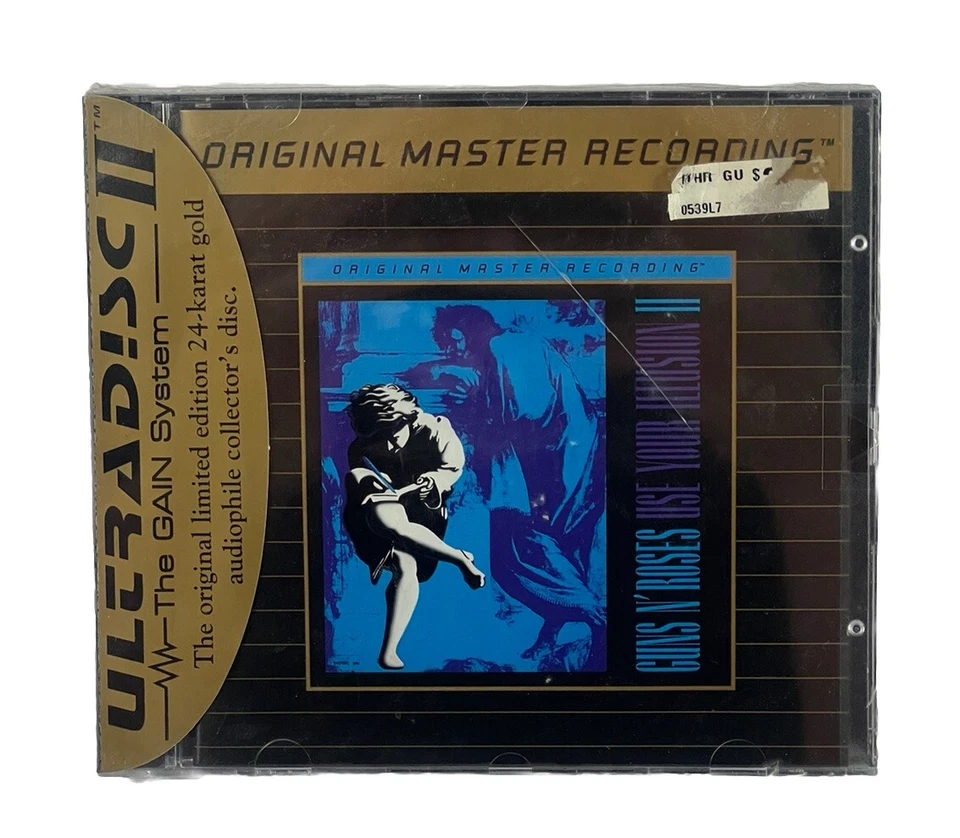 ULTRADISC II™
The GAIN System
The original limited edition 24-karat gold
audiophile collector's disc.
ORIGINAL MASTER RECORDING™
GU $
0539L7
ORIGINAL MASTER RECORDING™
GUNS N' ROSES USE YOUR ILLUSION II